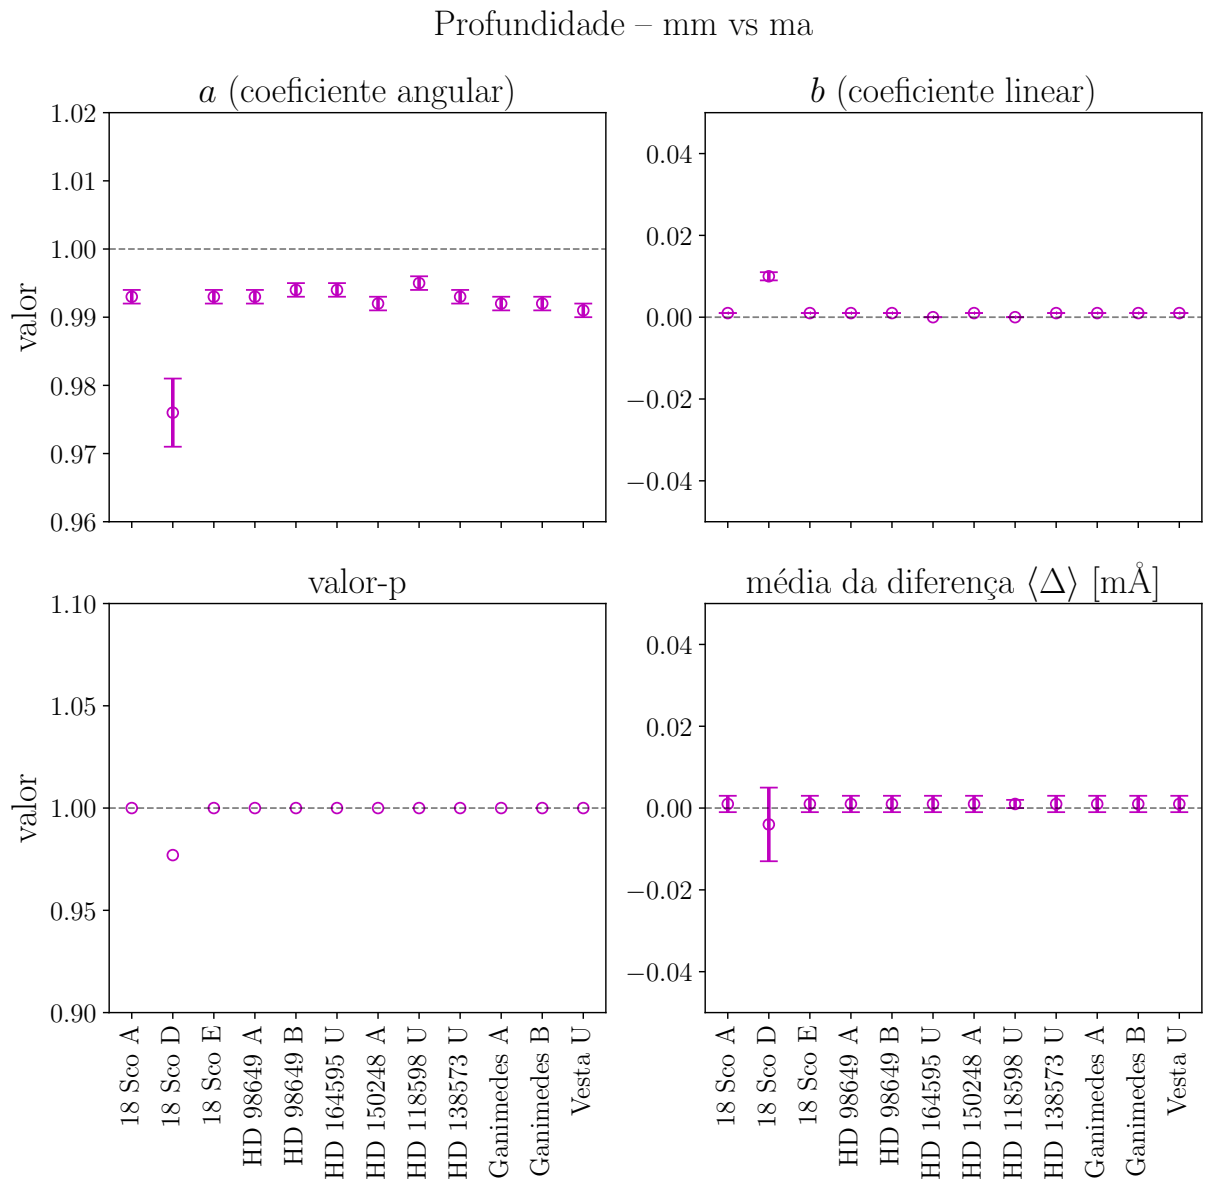 Profundidade – mm vs ma
a (coeficiente angular)
1.02
1.01
1.00
0.99
0.98
0.97
0.96
valor
b (coeficiente linear)
0.04
0.02
0.00
−0.02
−0.04
valor-p
1.10
1.05
1.00
0.95
0.90
valor
18 Sco A
18 Sco D
18 Sco E
HD 98649 A
HD 98649 B
HD 164595 U
HD 150248 A
HD 118598 U
HD 138573 U
Ganimedes A
Ganimedes B
Vesta U
média da diferença ⟨Δ⟩ [mÅ]
0.04
0.02
0.00
−0.02
−0.04
18 Sco A
18 Sco D
18 Sco E
HD 98649 A
HD 98649 B
HD 164595 U
HD 150248 A
HD 118598 U
HD 138573 U
Ganimedes A
Ganimedes B
Vesta U